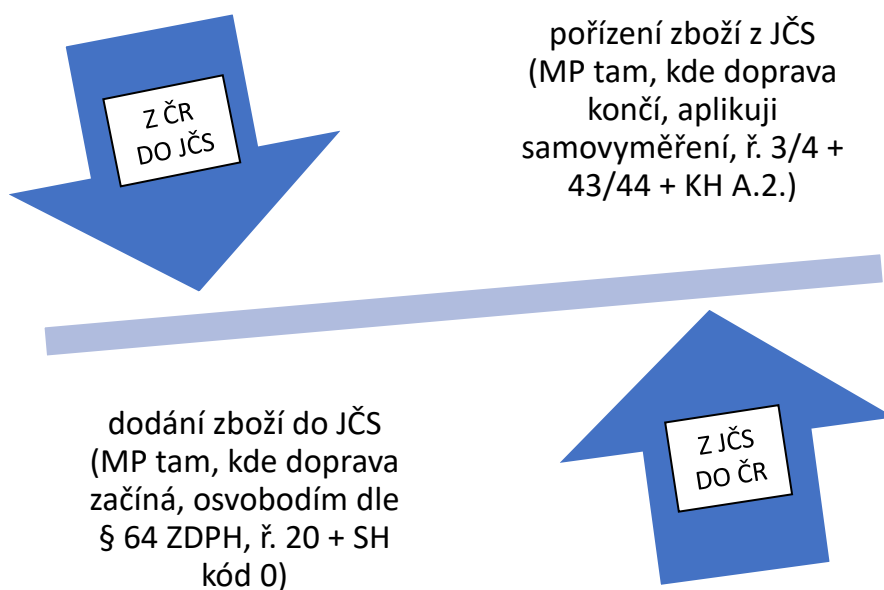 Z ČR
DO JČS
pořízení zboží z JČS
(MP tam, kde doprava
končí, aplikuji
samovyměření, ř. 3/4 +
43/44 + KH A.2.)
dodání zboží do JČS
(MP tam, kde doprava
začíná, osvobodím dle
§ 64 ZDPH, ř. 20 + SH
kód 0)
Z JČS
DO ČR